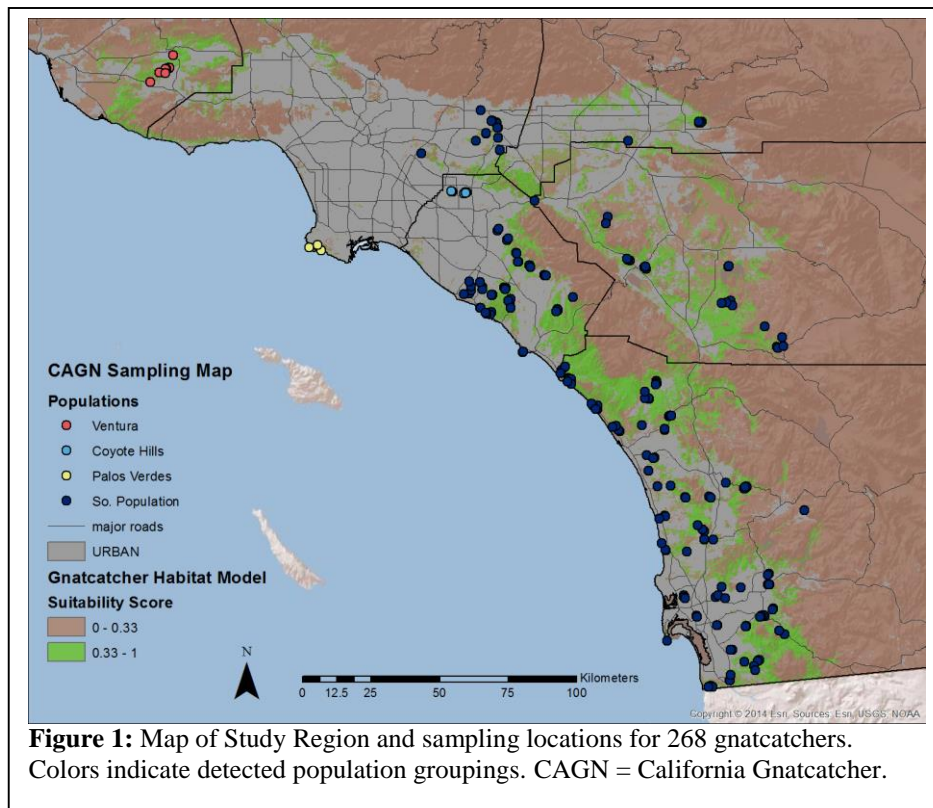 CAGN Sampling Map
Populations
Ventura
Coyote Hills
Palos Verdes
So. Population
major roads
URBAN
Gnatcatcher Habitat Model
Suitability Score
0 - 0.33
0.33 - 1
N
Kilometers
0 12.5 25 50 75 100
Copyright © 2014 Esri, Sources: Esri, USGS, NOAA
Figure 1: Map of Study Region and sampling locations for 268 gnatcatchers.
Colors indicate detected population groupings. CAGN = California Gnatcatcher.